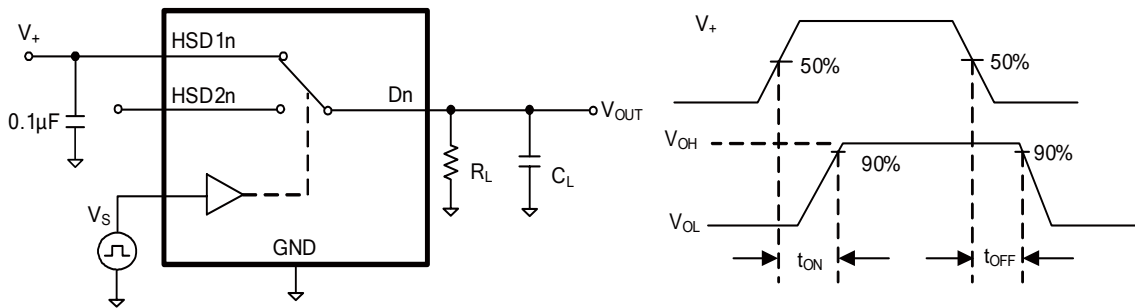 V+
HSD1n
HSD2n
Dn
VOUT
0.1µF
RL
CL
VS
GND
V+
50%
50%
VOH
90%
90%
VOL
tON
tOFF